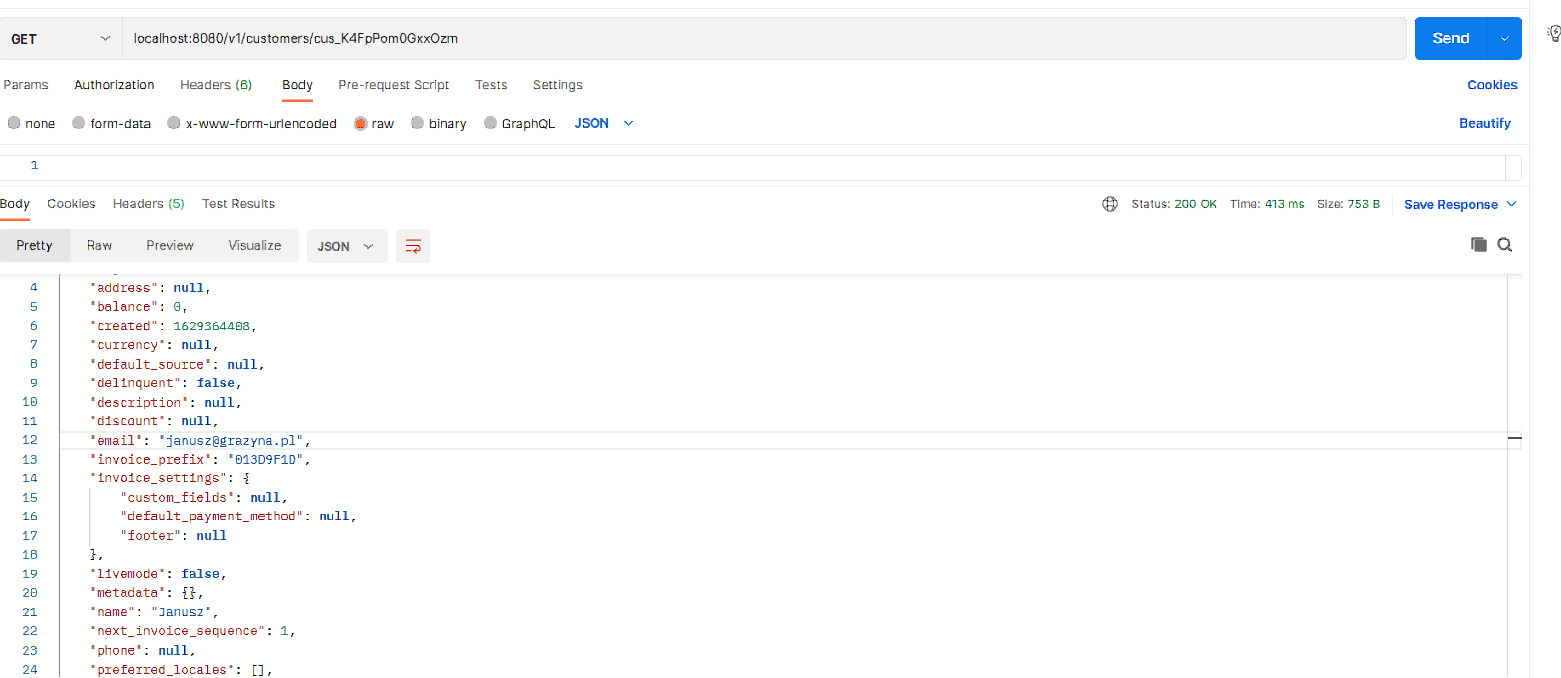 GET localhost:8080/v1/customers/cus_K4FpPom0GxxOzm Send
Params Authorization Headers (6) Body Pre-request Script Tests Settings Cookies
none form-data x-www-form-urlencoded raw binary GraphQL JSON Beautify
1
Body Cookies Headers (5) Test Results Status: 200 OK Time: 413 ms Size: 753 B Save Response
Pretty Raw Preview Visualize JSON
4 "address": null,
5 "balance": 0,
6 "created": 1629364408,
7 "currency": null,
8 "default_source": null,
9 "delinquent": false,
10 "description": null,
11 "discount": null,
12 "email": "janusz@grazyna.pl",
13 "invoice_prefix": "013D9F1D",
14 "invoice_settings": {
15 "custom_fields": null,
16 "default_payment_method": null,
17 "footer": null
18 },
19 "livemode": false,
20 "metadata": {},
21 "name": "Janusz",
22 "next_invoice_sequence": 1,
23 "phone": null,
24 "preferred_locales": [],